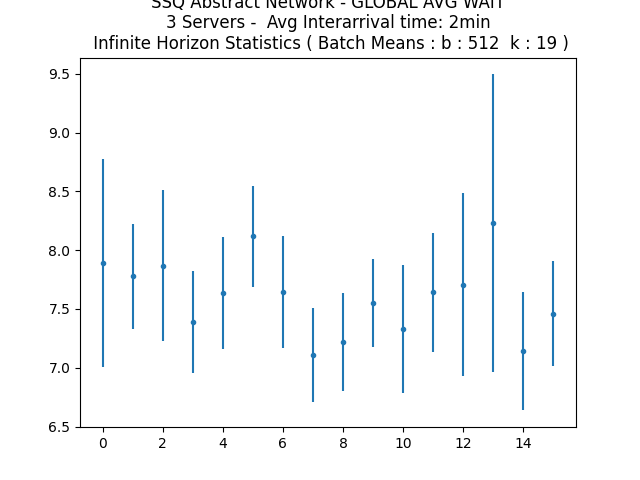 SSQ Abstract Network - GLOBAL AVG WAIT
3 Servers -  Avg Interarrival time: 2min
Infinite Horizon Statistics ( Batch Means : b : 512  k : 19 )
9.5
9.0
8.5
8.0
7.5
7.0
6.5
0 2 4 6 8 10 12 14